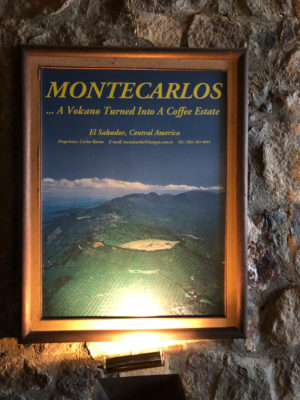 MONTECARLOS
... A Volcano Turned Into A Coffee Estate
El Salvador, Central America